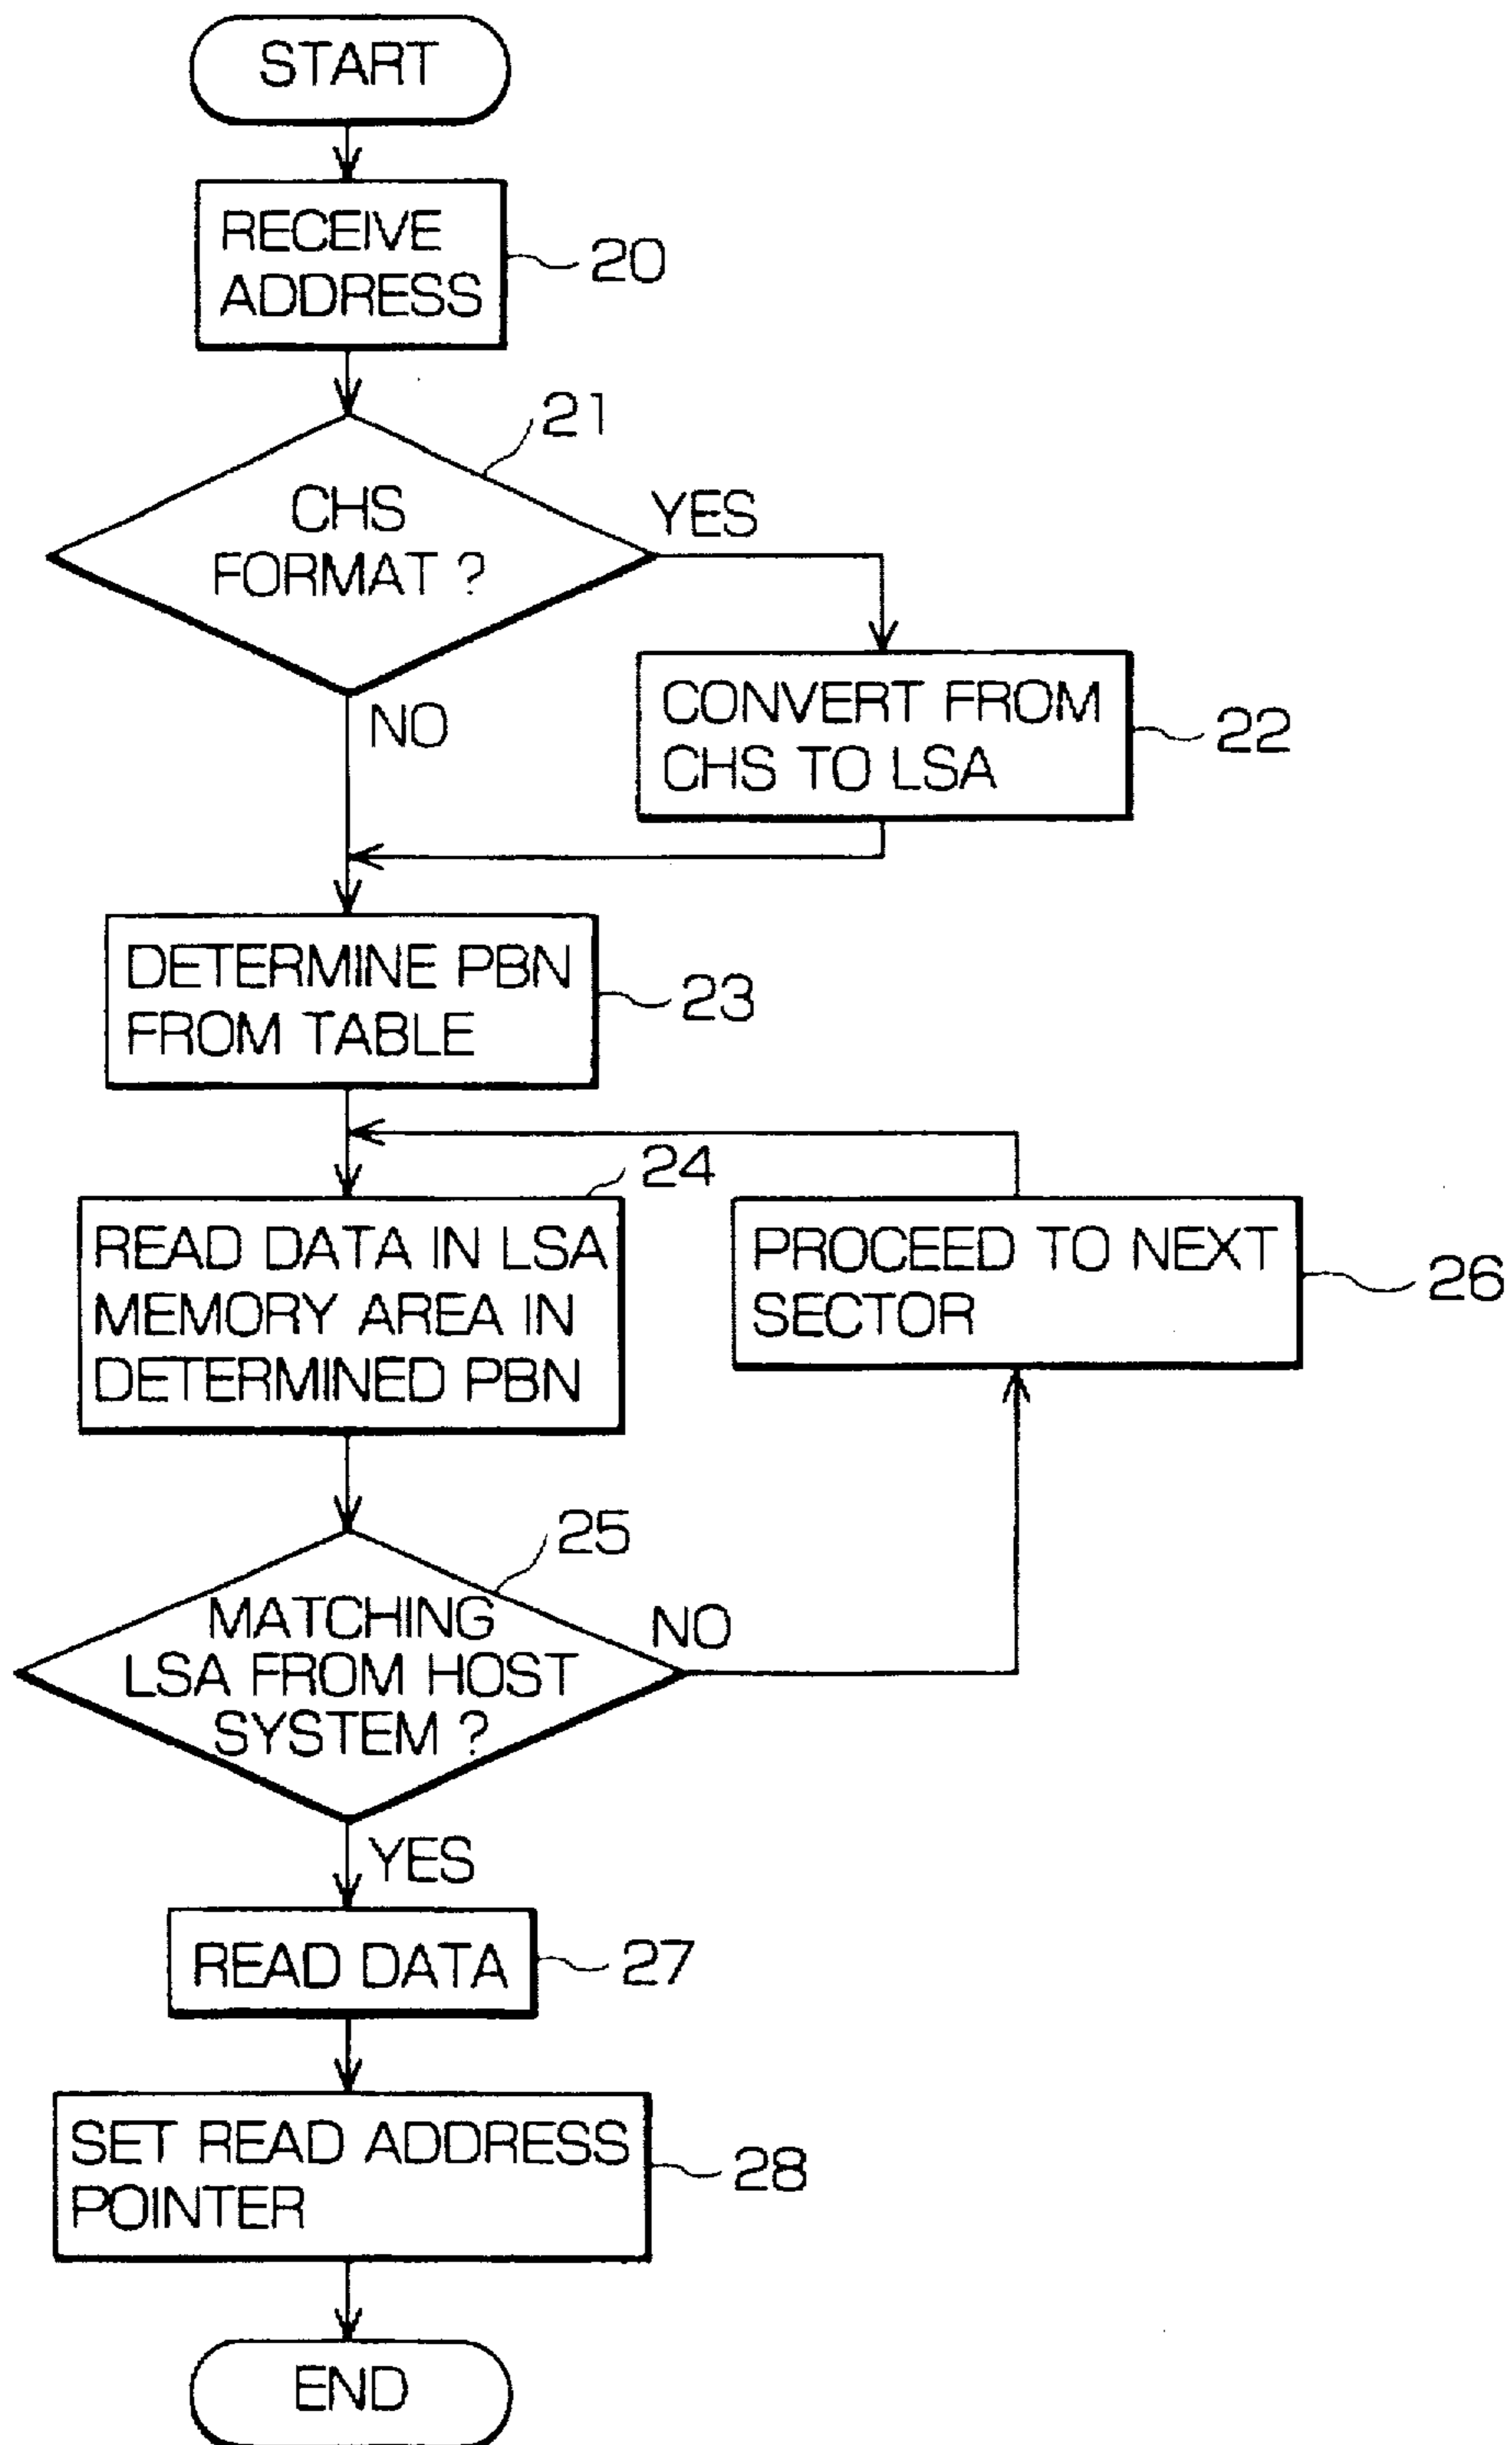 START
RECEIVE
ADDRESS
20
21
CHS
FORMAT ?
YES
NO
CONVERT FROM
CHS TO LSA
22
DETERMINE PBN
FROM TABLE
23
24
READ DATA IN LSA
MEMORY AREA IN
DETERMINED PBN
PROCEED TO NEXT
SECTOR
26
25
MATCHING
LSA FROM HOST
SYSTEM ?
NO
YES
READ DATA
27
SET READ ADDRESS
POINTER
28
END